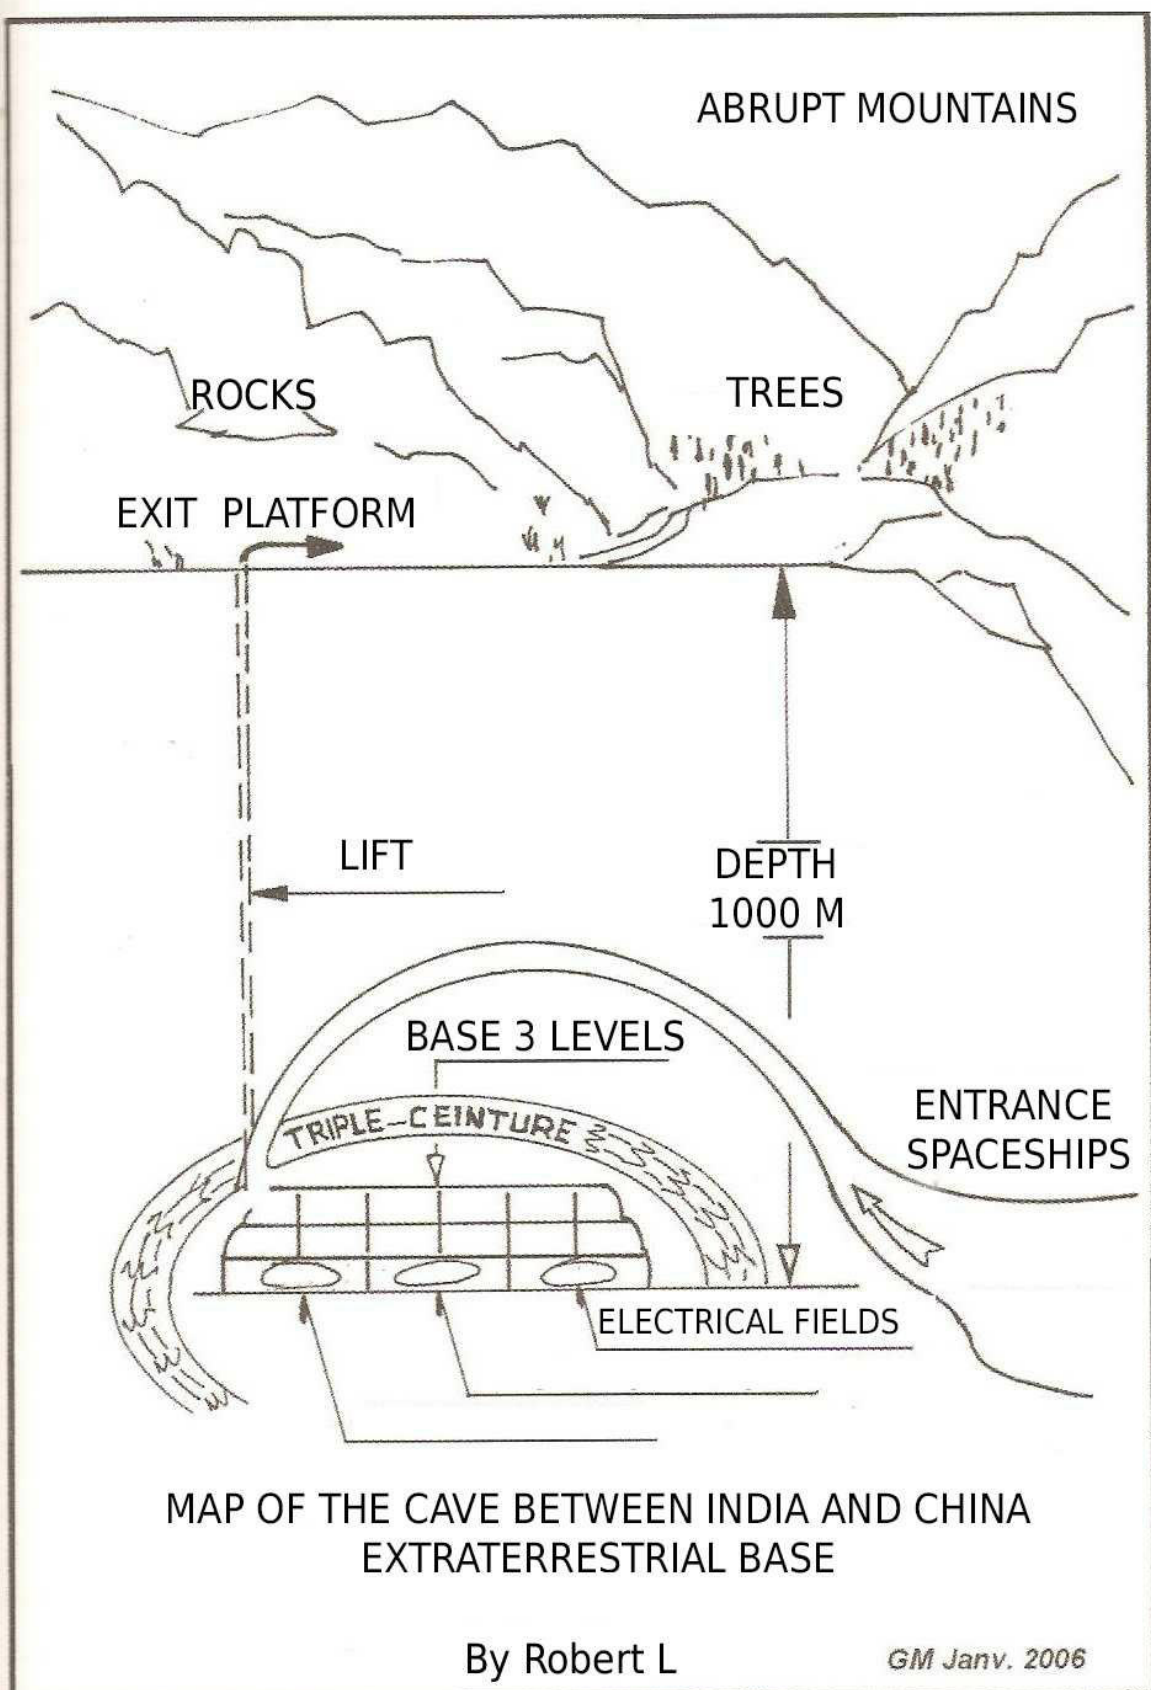 ABRUPT MOUNTAINS
ROCKS
TREES
EXIT PLATFORM
LIFT
DEPTH
1000 M
BASE 3 LEVELS
TRIPLE-CEINTURE
ENTRANCE
SPACESHIPS
ELECTRICAL FIELDS
MAP OF THE CAVE BETWEEN INDIA AND CHINA
EXTRATERRESTRIAL BASE
By Robert L
GM Janv. 2006